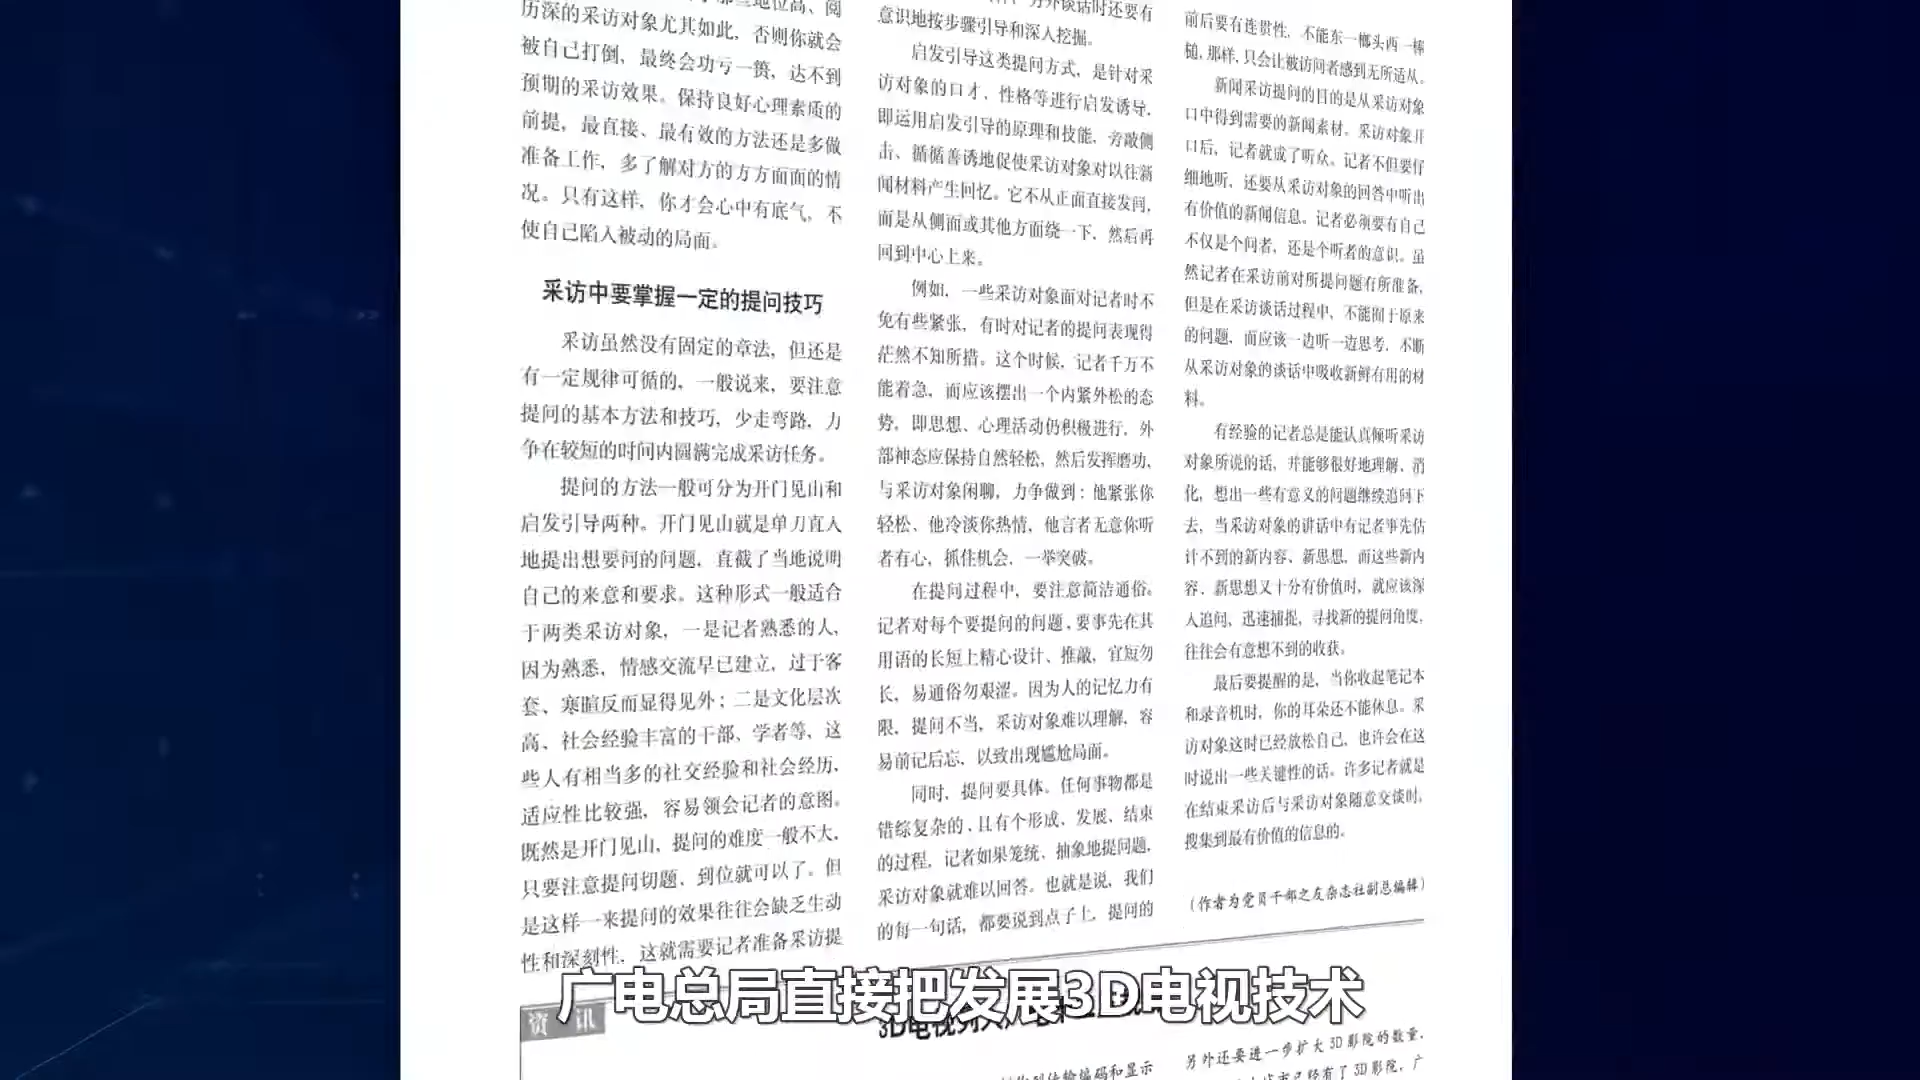 历深的采访对象尤其如此，否则你就会
被自己打倒，最终会功亏一篑，达不到
预期的采访效果。保持良好心理素质的
前提，最直接、最有效的方法还是多做
准备工作，多了解对方的方方面面的情
况。只有这样，你才会心中有底气，不
使自己陷入被动的局面。
采访中要掌握一定的提问技巧
采访虽然没有固定的章法，但还是
有一定规律可循的，一般说来，要注意
提问的基本方法和技巧，少走弯路，力
争在较短的时间内圆满完成采访任务。
提问的方法一般可分为开门见山和
启发引导两种。开门见山就是单刀直入
地提出想要问的问题，直截了当地说明
自己的来意和要求。这种形式一般适合
于两类采访对象，一是记者熟悉的人，
因为熟悉，情感交流早已建立，过于客
套、寒暄反而显得见外；二是文化层次
高、社会经验丰富的干部、学者等，这
些人有相当多的社交经验和社会经历，
适应性比较强，容易领会记者的意图。
既然是开门见山，提问的难度一般不大，
只要注意提问切题、到位就可以了。但
是这样一来提问的效果往往会缺乏生动
性和深刻性，这就需要记者准备采访提
另外谈话时还要有
意识地按步骤引导和深入挖掘。
启发引导这类提问方式，是针对采
访对象的口才、性格等进行启发诱导，
即运用启发引导的原理和技能，旁敲侧
击、循循善诱地促使采访对象对以往新
闻材料产生回忆。它不从正面直接发问，
而是从侧面或其他方面绕一下，然后再
回到中心上来。
例如，一些采访对象面对记者时不
免有些紧张，有时对记者的提问表现得
茫然不知所措。这个时候，记者千万不
能着急，而应该摆出一个内紧外松的态
势，即思想、心理活动仍积极进行，外
部神态应保持自然轻松，然后发挥磨功，
与采访对象闲聊，力争做到：他紧张你
轻松、他冷淡你热情，他言者无意你听
者有心，抓住机会，一举突破。
在提问过程中，要注意简洁通俗。
记者对每个要提问的问题，要事先在其
用语的长短上精心设计、推敲，宜短勿
长，易通俗勿艰涩。因为人的记忆力有
限，提问不当，采访对象难以理解，容
易前记后忘，以致出现尴尬局面。
同时，提问要具体。任何事物都是
错综复杂的，且有个形成、发展、结束
的过程，记者如果笼统、抽象地提问题，
采访对象就难以回答。也就是说，我们
的每一句话，都要说到点子上，提问的
前后要有连贯性，不能东一榔头西一棒
槌，那样，只会让被访问者感到无所适从。
新闻采访提问的目的是从采访对象
口中得到需要的新闻素材。采访对象开
口后，记者就成了听众。记者不但要仔
细地听，还要从采访对象的回答中听出
有价值的新闻信息。记者必须要有自己
不仅是个问者，还是个听者的意识。虽
然记者在采访前对所提问题有所准备，
但是在采访谈话过程中，不能囿于原来
的问题，而应该一边听一边思考，不断
从采访对象的谈话中吸收新鲜有用的材
料。
有经验的记者总是能认真倾听采访
对象所说的话，并能够很好地理解、消
化，想出一些有意义的问题继续追问下
去，当采访对象的讲话中有记者事先估
计不到的新内容、新思想，而这些新内
容、新思想又十分有价值时，就应该深
入追问，迅速捕捉，寻找新的提问角度，
往往会有意想不到的收获。
最后要提醒的是，当你收起笔记本
和录音机时，你的耳朵还不能休息。采
访对象这时已经放松自己，也许会在这
时说出一些关键性的话。许多记者就是
在结束采访后与采访对象随意交谈时，
搜集到最有价值的信息的。
（作者为党员干部之友杂志社副总编辑）
资讯
3D电视列入
传输编码和显示
另外还要进一步扩大3D影院的数量，
已经有了3D影院，广
广电总局直接把发展3D电视技术